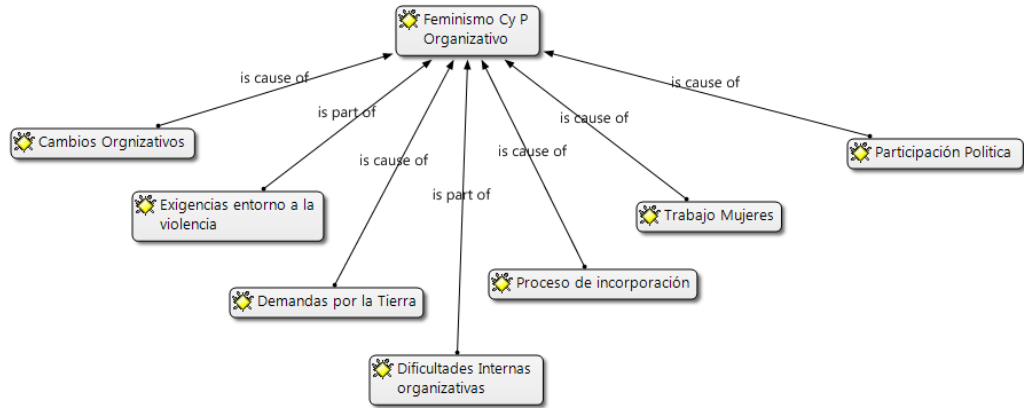 Feminismo Cy P
Organizativo
is cause of
is part of
is cause of
is cause of
Cambios Orgnizativos
is cause of
is cause of
Participación Politica
is part of
Exigencias entorno a la
violencia
Trabajo Mujeres
Proceso de incorporación
Demandas por la Tierra
Dificultades Internas
organizativas